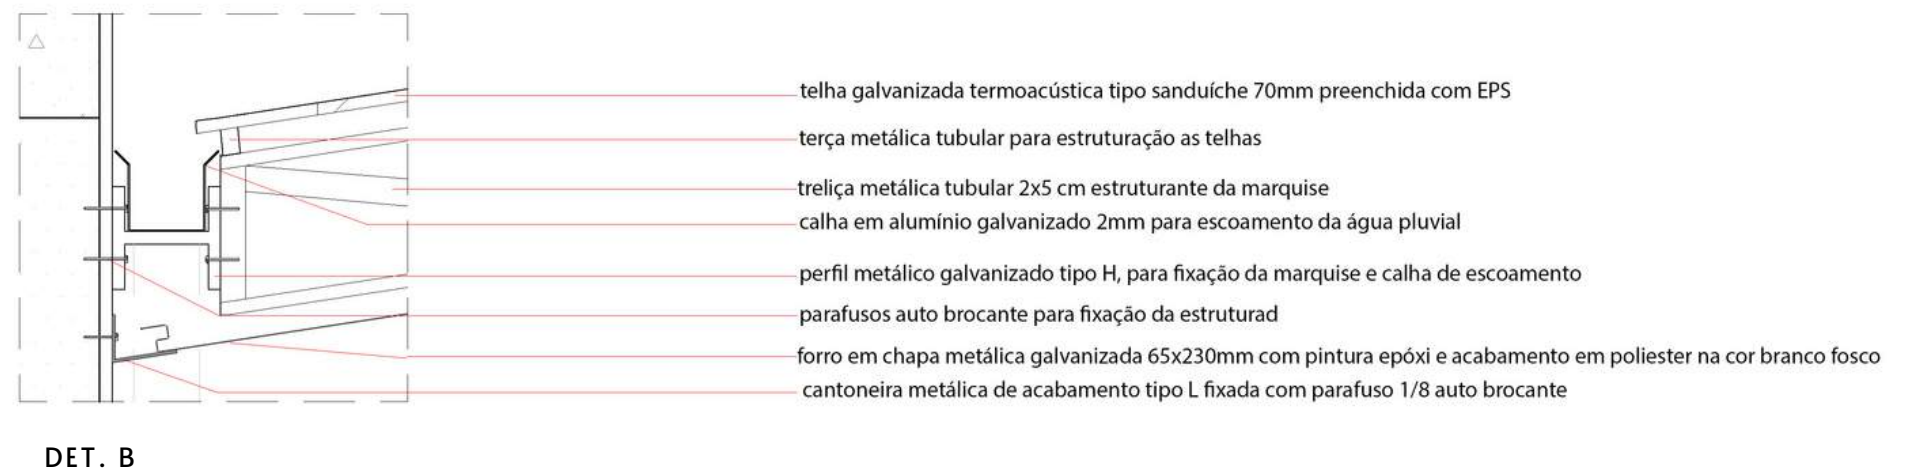 telha galvanizada termoacústica tipo sanduíche 70mm preenchida com EPS
terça metálica tubular para estruturação as telhas
treliça metálica tubular 2x5 cm estruturante da marquise
calha em alumínio galvanizado 2mm para escoamento da água pluvial
perfil metálico galvanizado tipo H, para fixação da marquise e calha de escoamento
parafusos auto brocante para fixação da estruturad
forro em chapa metálica galvanizada 65x230mm com pintura epóxi e acabamento em poliester na cor branco fosco
cantoneira metálica de acabamento tipo L fixada com parafuso 1/8 auto brocante
DET. B